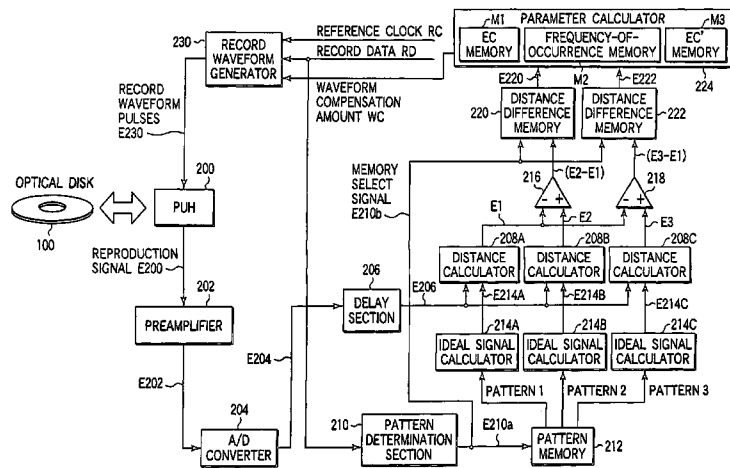 M1
PARAMETER CALCULATOR
M3
EC
MEMORY
FREQUENCY-OF-
OCCURRENCE MEMORY
EC'
MEMORY
E220
M2
E222
224
230
RECORD
WAVEFORM
GENERATOR
REFERENCE CLOCK RC
RECORD DATA RD
WAVEFORM
COMPENSATION
AMOUNT WC
RECORD
WAVEFORM
PULSES
E230
220
DISTANCE
DIFFERENCE
MEMORY
DISTANCE
DIFFERENCE
MEMORY
222
OPTICAL DISK
100
200
PUH
REPRODUCTION
SIGNAL E200
MEMORY
SELECT
SIGNAL
E210b
216
(E2-E1)
(E3-E1)
218
- +
- +
E1
E2
E3
208A
208B
208C
DISTANCE
CALCULATOR
DISTANCE
CALCULATOR
DISTANCE
CALCULATOR
202
PREAMPLIFIER
206
DELAY
SECTION
E206
E214A
E214B
E214C
E204
214A
214B
214C
IDEAL SIGNAL
CALCULATOR
IDEAL SIGNAL
CALCULATOR
IDEAL SIGNAL
CALCULATOR
E202
PATTERN 1
PATTERN 2
PATTERN 3
204
A/D
CONVERTER
210
PATTERN
DETERMINATION
SECTION
E210a
PATTERN
MEMORY
212